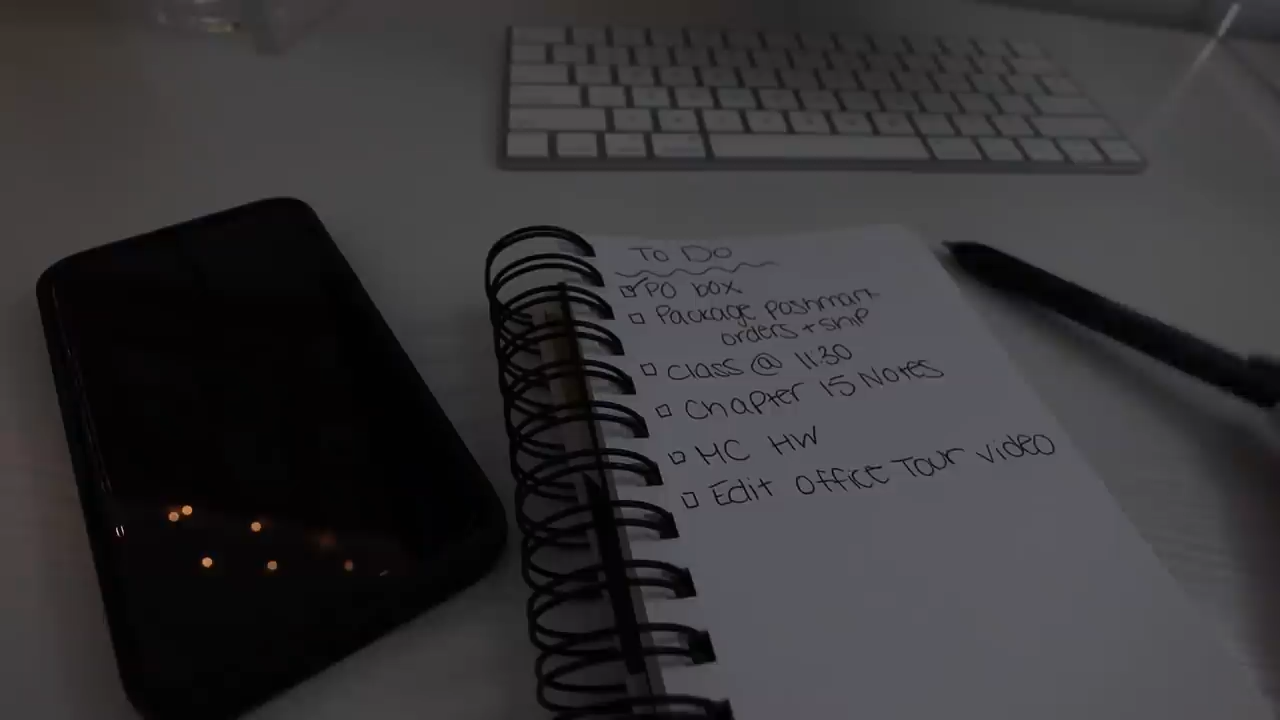 To Do
PO box
Package poshmark
orders + ship
Class @ 11:30
Chapter 15 Notes
MC HW
Edit Office Tour video